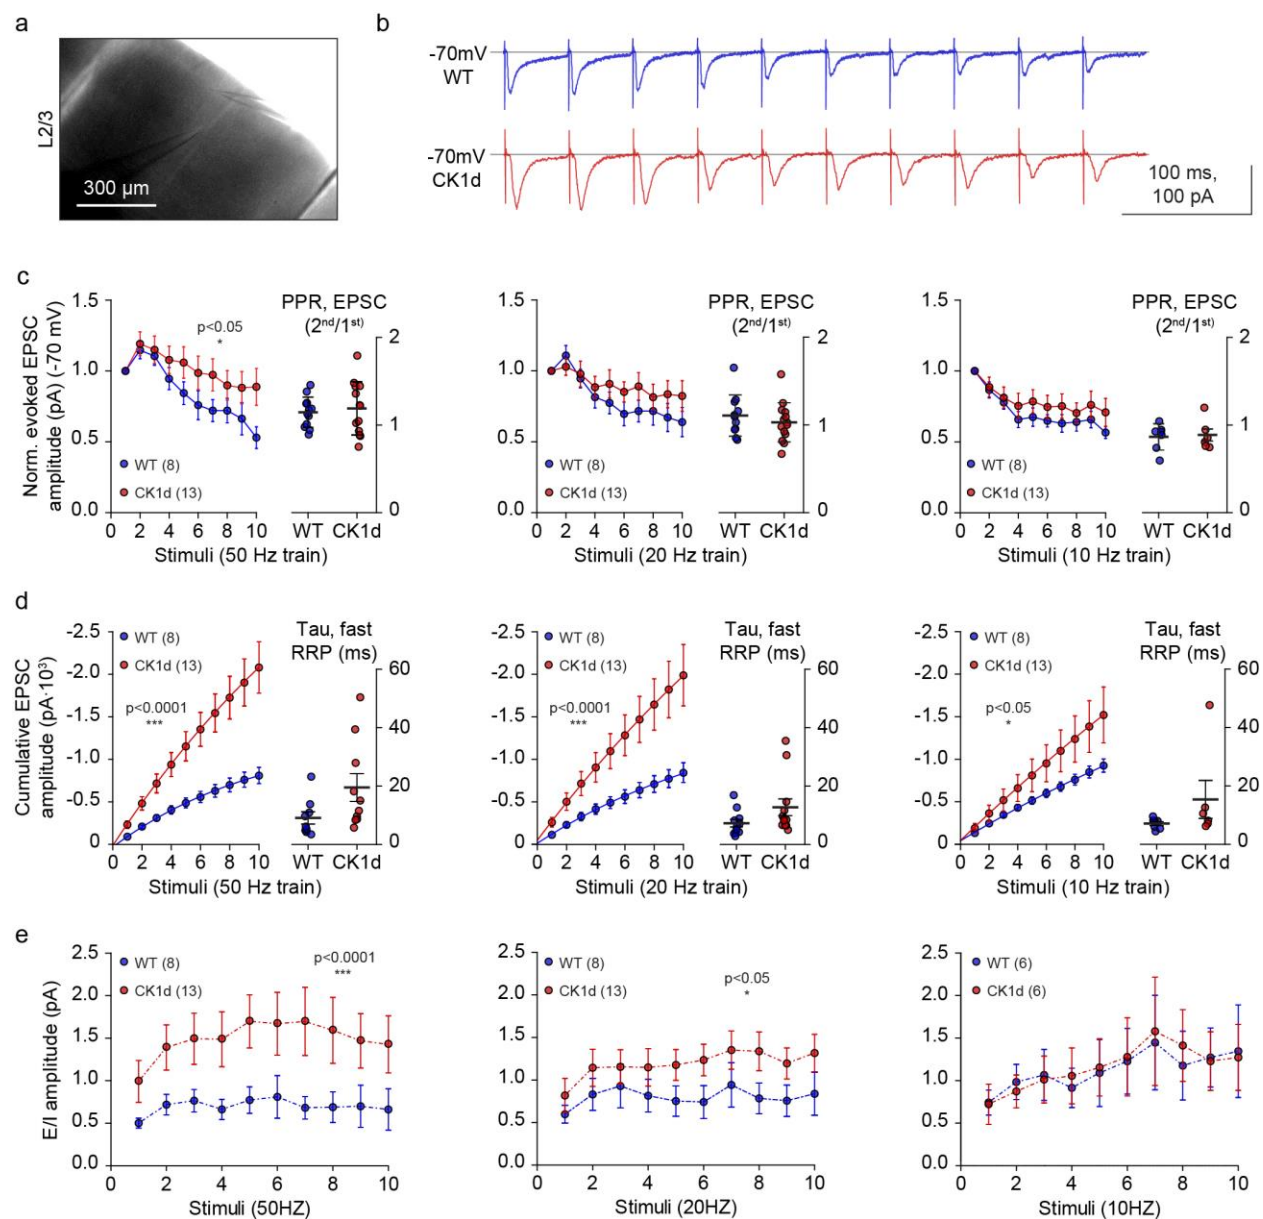 a
L2/3
300 µm
b
-70mV
WT
-70mV
CK1d
100 ms,
100 pA
c
Norm. evoked EPSC
amplitude (pA) (-70 mV)
1.5
1.0
0.5
0.0
p<0.05
*
WT (8)
CK1d (13)
0 2 4 6 8 10
Stimuli (50 Hz train)
PPR, EPSC
(2nd/1st)
2
1
0
WT CK1d
1.5
1.0
0.5
0.0
WT (8)
CK1d (13)
0 2 4 6 8 10
Stimuli (20 Hz train)
PPR, EPSC
(2nd/1st)
2
1
0
WT CK1d
1.5
1.0
0.5
0.0
WT (8)
CK1d (13)
0 2 4 6 8 10
Stimuli (10 Hz train)
PPR, EPSC
(2nd/1st)
2
1
0
WT CK1d
d
Cumulative EPSC
amplitude (pA·10³)
-2.5
-2.0
-1.5
-1.0
-0.5
0
WT (8)
CK1d (13)
p<0.0001
***
0 2 4 6 8 10
Stimuli (50 Hz train)
Tau, fast
RRP (ms)
60
40
20
0
WT CK1d
-2.5
-2.0
-1.5
-1.0
-0.5
0
WT (8)
CK1d (13)
p<0.0001
***
0 2 4 6 8 10
Stimuli (20 Hz train)
Tau, fast
RRP (ms)
60
40
20
0
WT CK1d
-2.5
-2.0
-1.5
-1.0
-0.5
0
WT (8)
CK1d (13)
p<0.05
*
0 2 4 6 8 10
Stimuli (10 Hz train)
Tau, fast
RRP (ms)
60
40
20
0
WT CK1d
e
E/I amplitude (pA)
2.5
2.0
1.5
1.0
0.5
0.0
WT (8)
CK1d (13)
p<0.0001
***
0 2 4 6 8 10
Stimuli (50HZ)
2.5
2.0
1.5
1.0
0.5
0.0
WT (8)
CK1d (13)
p<0.05
*
0 2 4 6 8 10
Stimuli (20HZ)
2.5
2.0
1.5
1.0
0.5
0.0
WT (6)
CK1d (6)
0 2 4 6 8 10
Stimuli (10HZ)